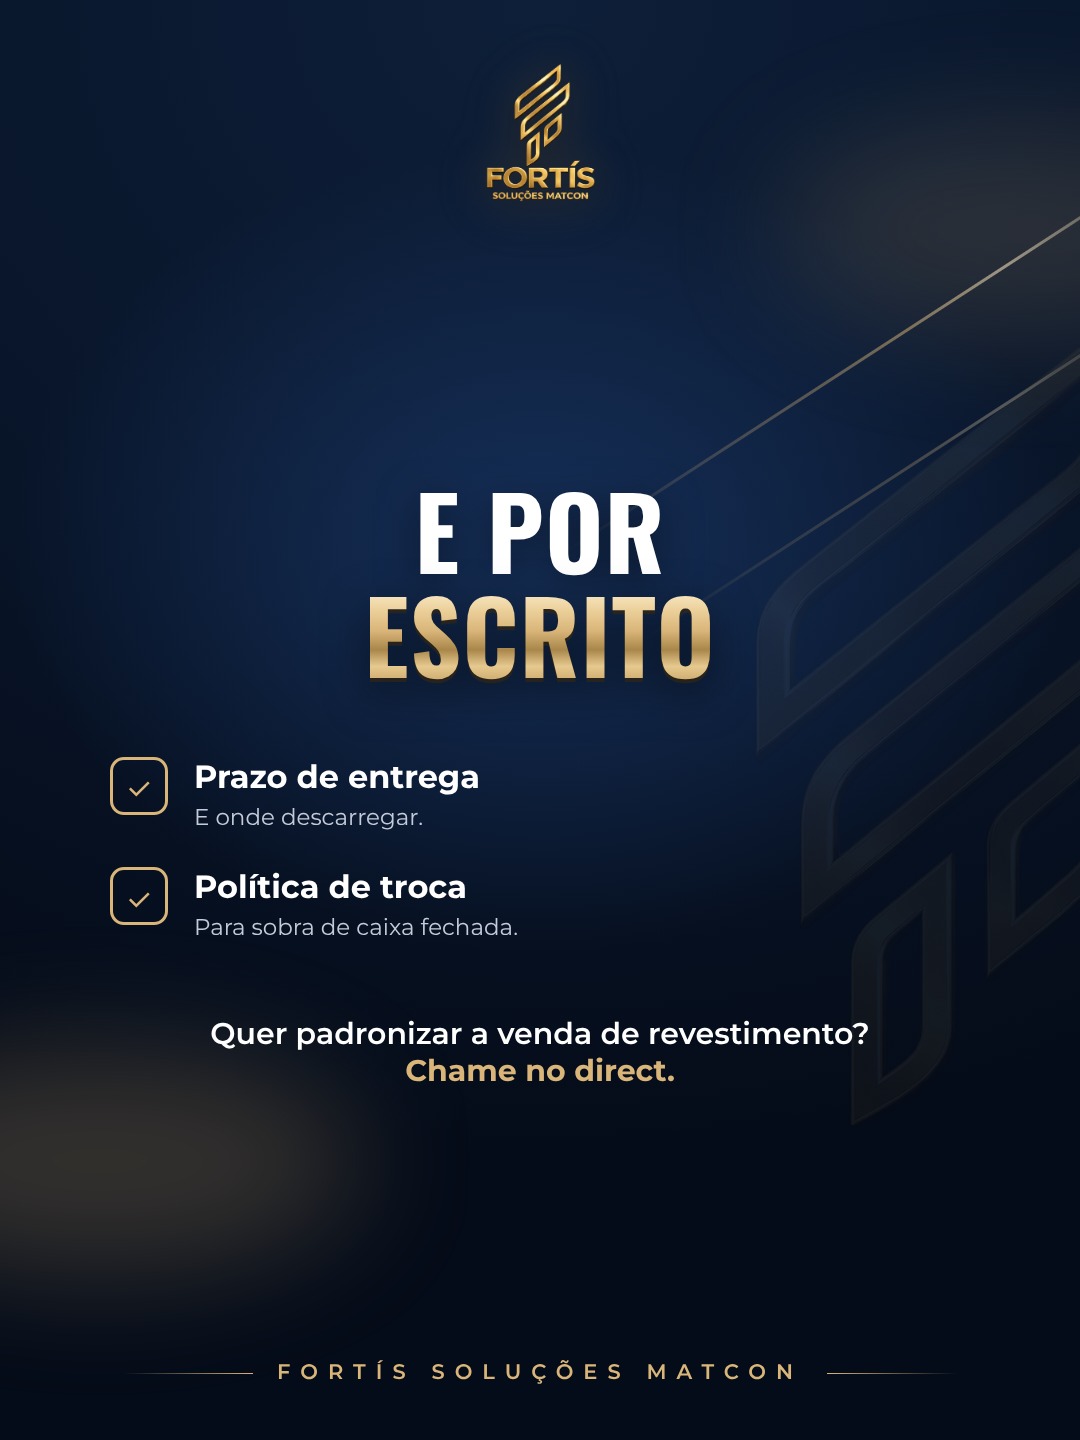 FORTÍS
SOLUÇÕES MATCON
E POR
ESCRITO
Prazo de entrega
E onde descarregar.
Política de troca
Para sobra de caixa fechada.
Quer padronizar a venda de revestimento?
Chame no direct.
FORTÍS SOLUÇÕES MATCON